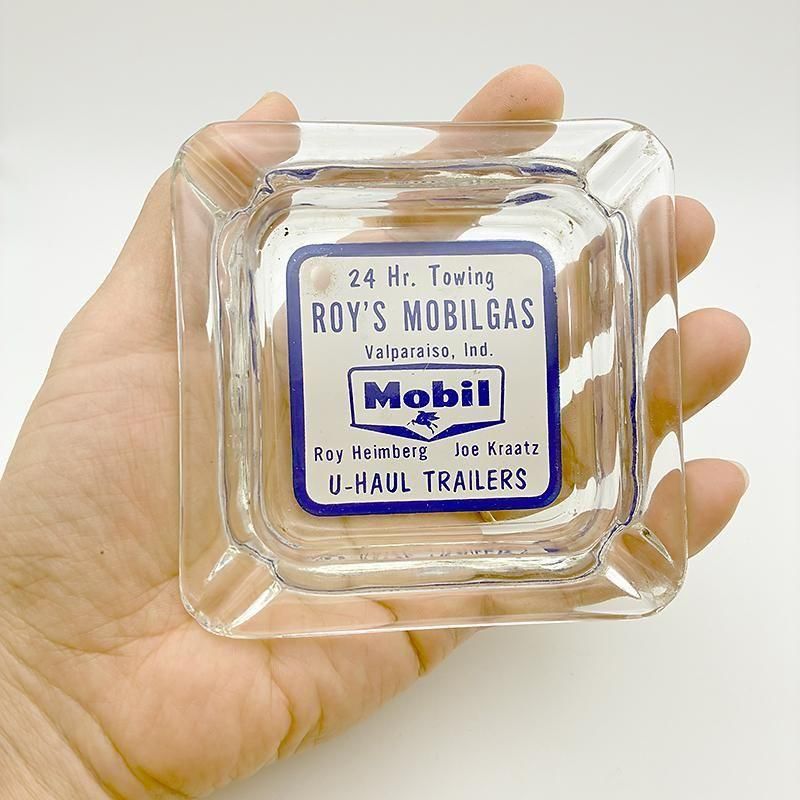 24 Hr. Towing
ROY'S MOBILGAS
Valparaiso, Ind.
Mobil
Roy Heimberg Joe Kraatz
U-HAUL TRAILERS